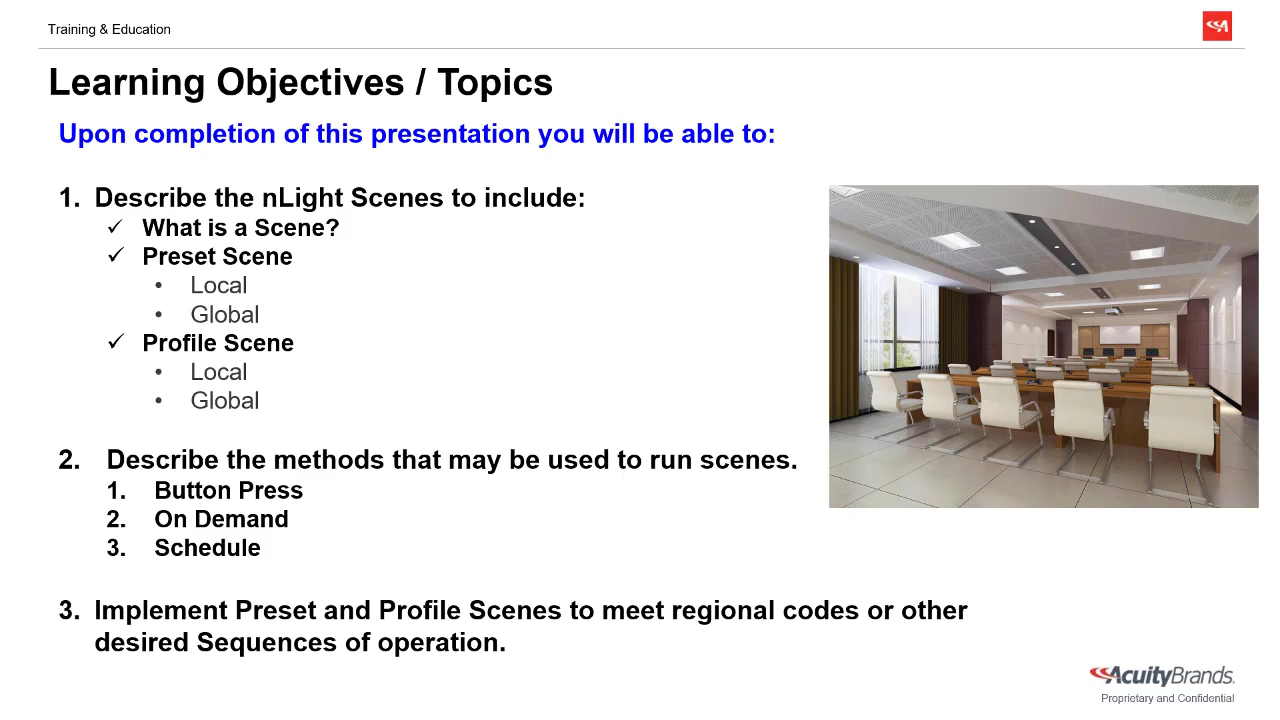 Training & Education
Learning Objectives / Topics
Upon completion of this presentation you will be able to:
1. Describe the nLight Scenes to include:
✓ What is a Scene?
✓ Preset Scene
• Local
• Global
✓ Profile Scene
• Local
• Global
2. Describe the methods that may be used to run scenes.
1. Button Press
2. On Demand
3. Schedule
3. Implement Preset and Profile Scenes to meet regional codes or other
desired Sequences of operation.
AcuityBrands.
Proprietary and Confidential